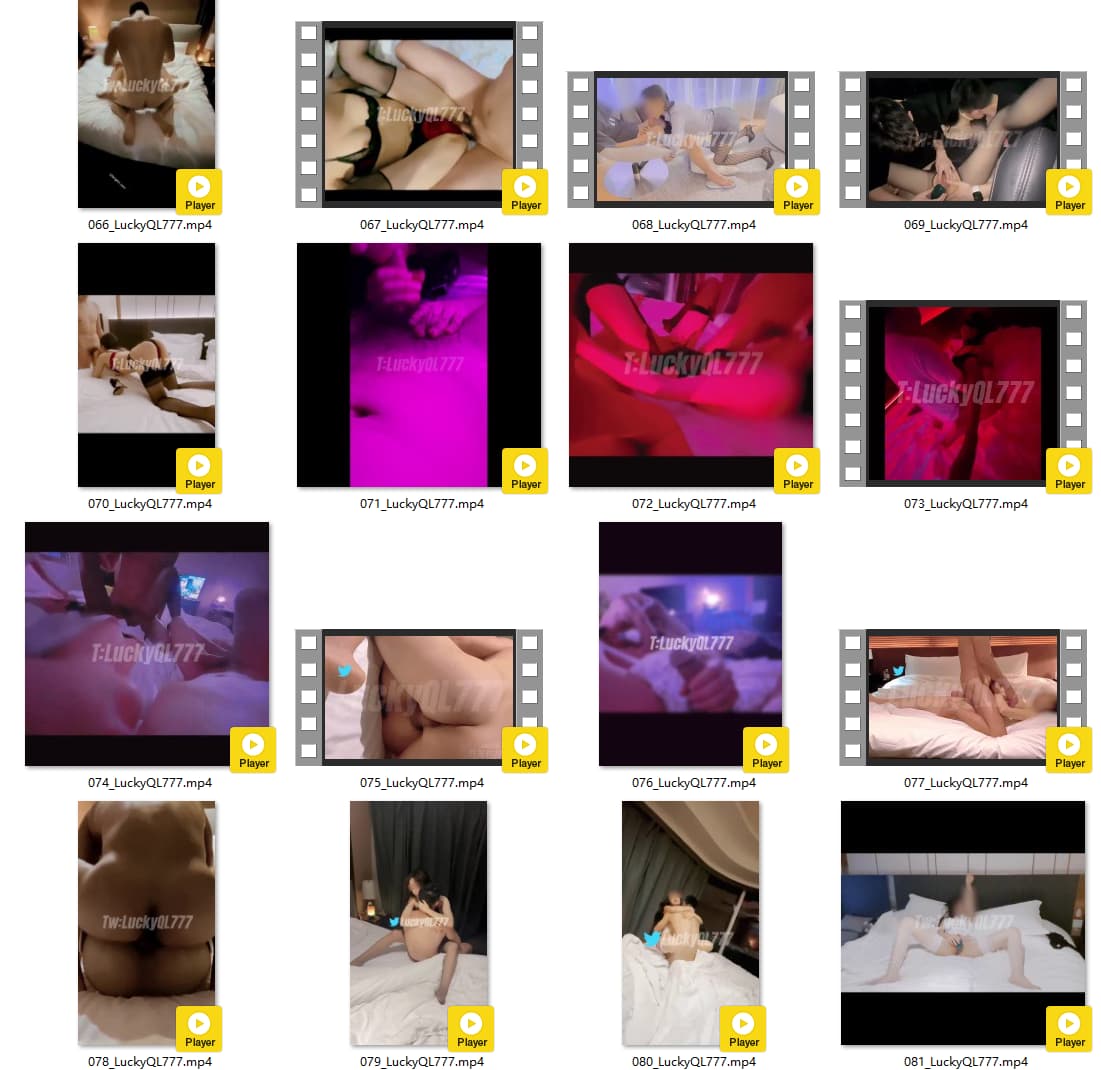 Tw:LuckyQL777
T:LuckyQL777
T:LuckyQL777
Tw:LuckyQL777
Player
Player
Player
Player
066_LuckyQL777.mp4
067_LuckyQL777.mp4
068_LuckyQL777.mp4
069_LuckyQL777.mp4
T:LuckyQL777
T:LuckyQL777
T:LuckyQL777
T:LuckyQL777
Player
Player
Player
Player
070_LuckyQL777.mp4
071_LuckyQL777.mp4
072_LuckyQL777.mp4
073_LuckyQL777.mp4
T:LuckyQL777
T:LuckyQL777
Player
Player
Player
Player
074_LuckyQL777.mp4
075_LuckyQL777.mp4
076_LuckyQL777.mp4
077_LuckyQL777.mp4
Tw:LuckyQL777
LuckyQL777
LuckyQL777
Tw:LuckyQL777
Player
Player
Player
Player
078_LuckyQL777.mp4
079_LuckyQL777.mp4
080_LuckyQL777.mp4
081_LuckyQL777.mp4